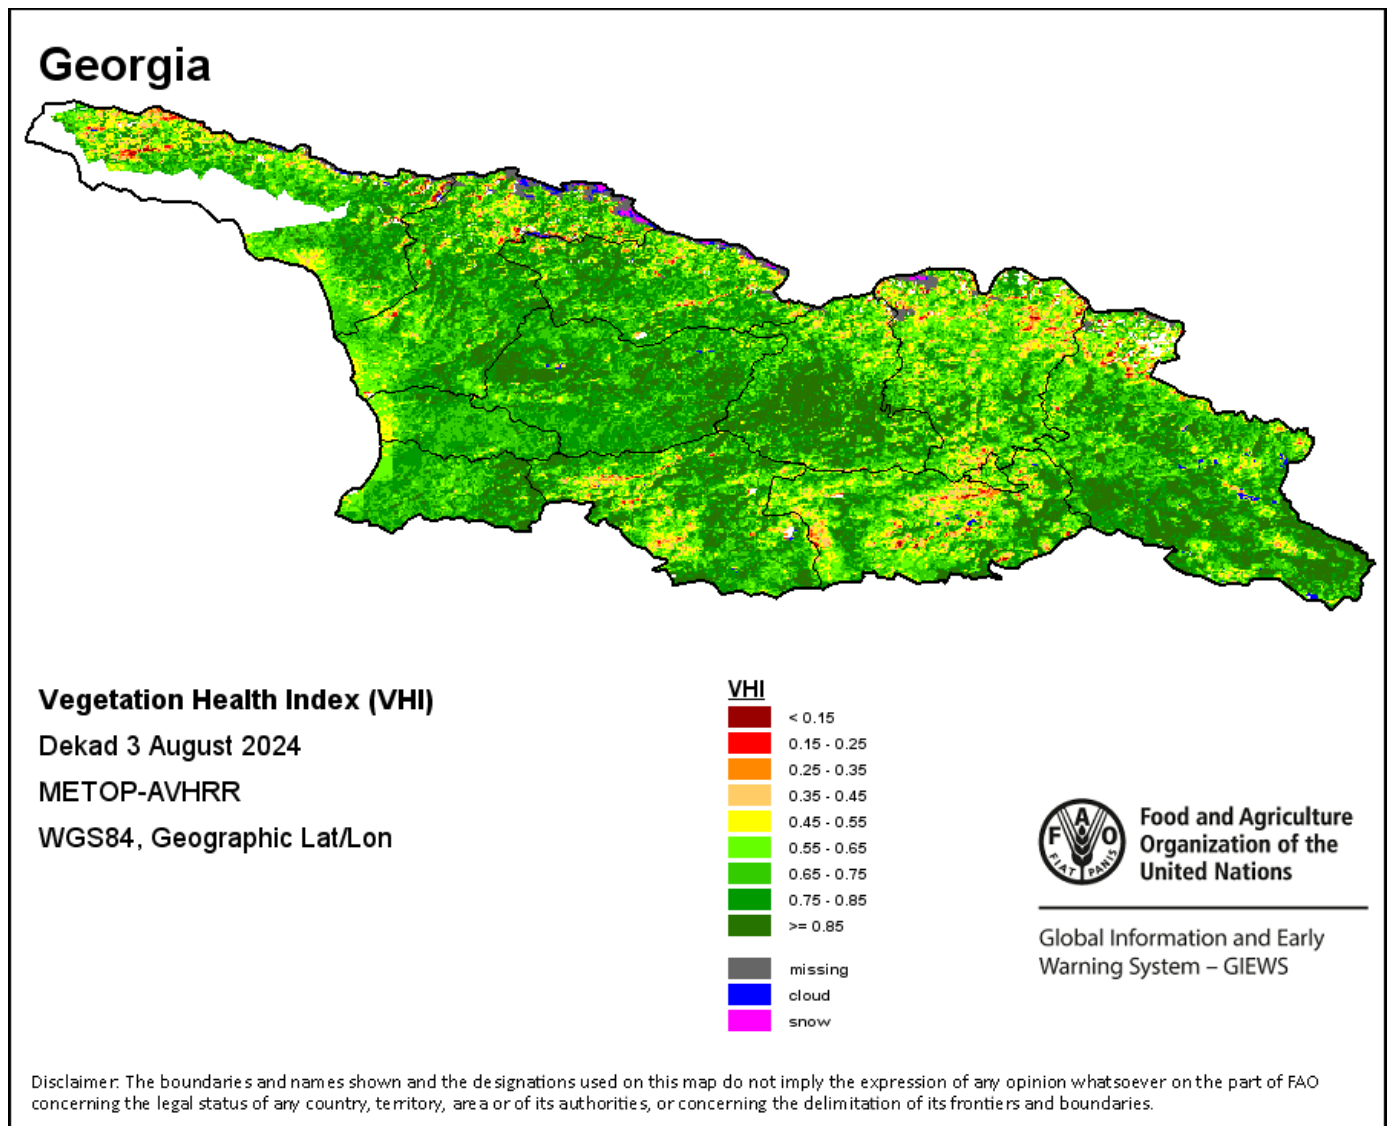 Georgia
Vegetation Health Index (VHI)
Dekad 3 August 2024
METOP-AVHRR
WGS84, Geographic Lat/Lon
VHI
< 0.15
0.15 - 0.25
0.25 - 0.35
0.35 - 0.45
0.45 - 0.55
0.55 - 0.65
0.65 - 0.75
0.75 - 0.85
>= 0.85
missing
cloud
snow
F A O
FIAT PANIS
Food and Agriculture
Organization of the
United Nations
Global Information and Early
Warning System – GIEWS
Disclaimer: The boundaries and names shown and the designations used on this map do not imply the expression of any opinion whatsoever on the part of FAO
concerning the legal status of any country, territory, area or of its authorities, or concerning the delimitation of its frontiers and boundaries.